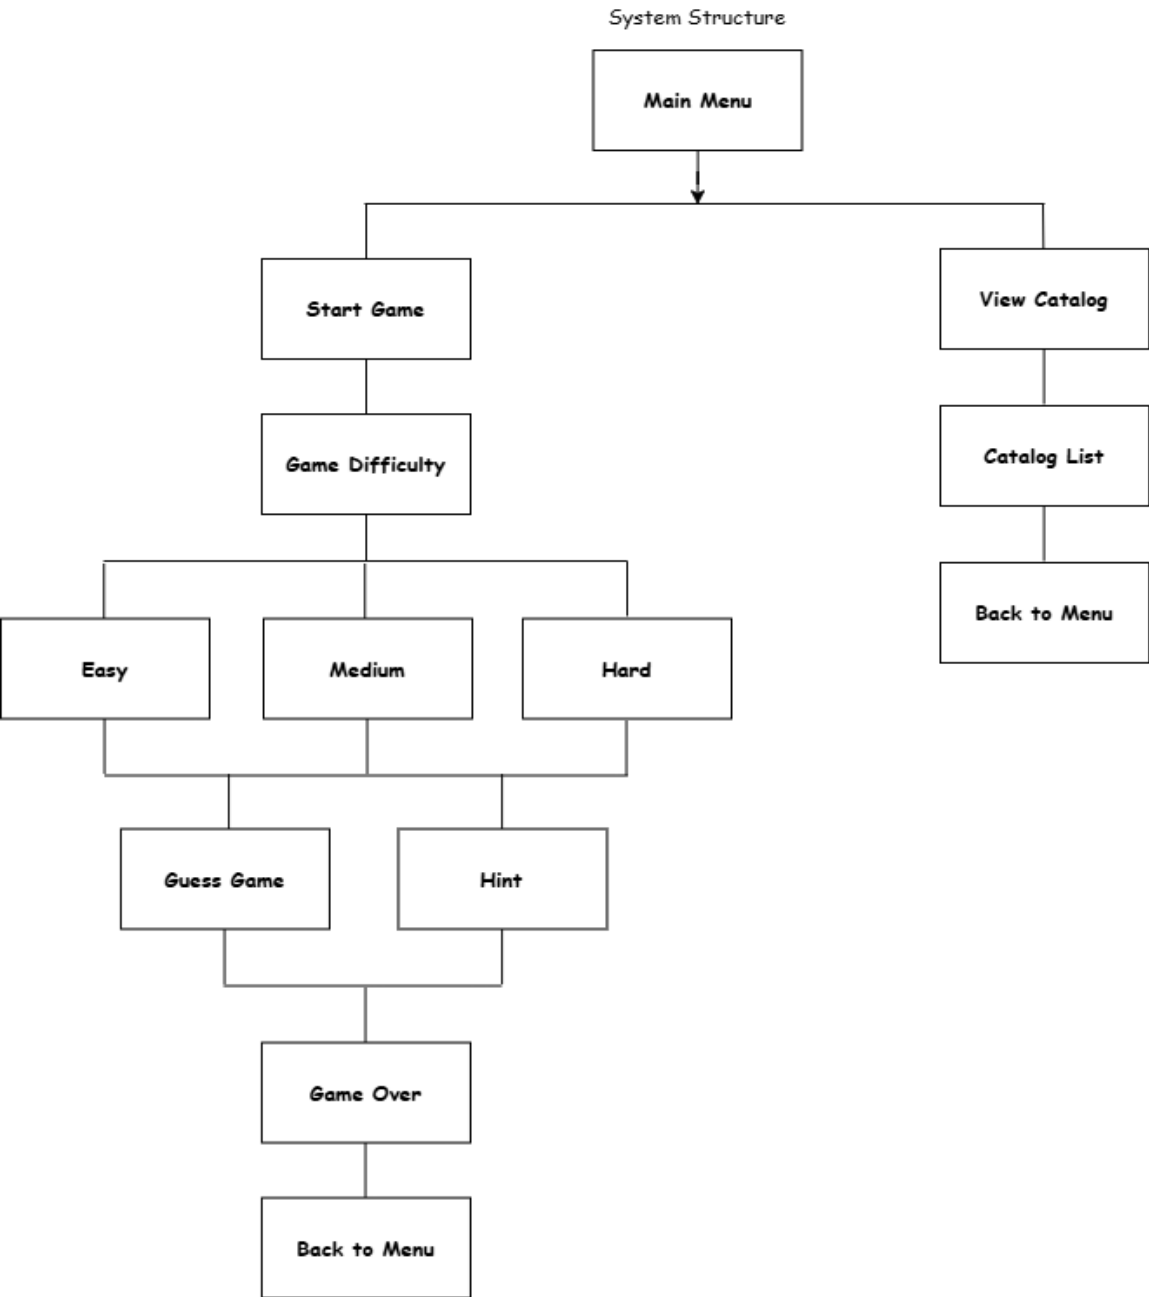 System Structure
Main Menu
Start Game
View Catalog
Game Difficulty
Catalog List
Easy
Medium
Hard
Back to Menu
Guess Game
Hint
Game Over
Back to Menu